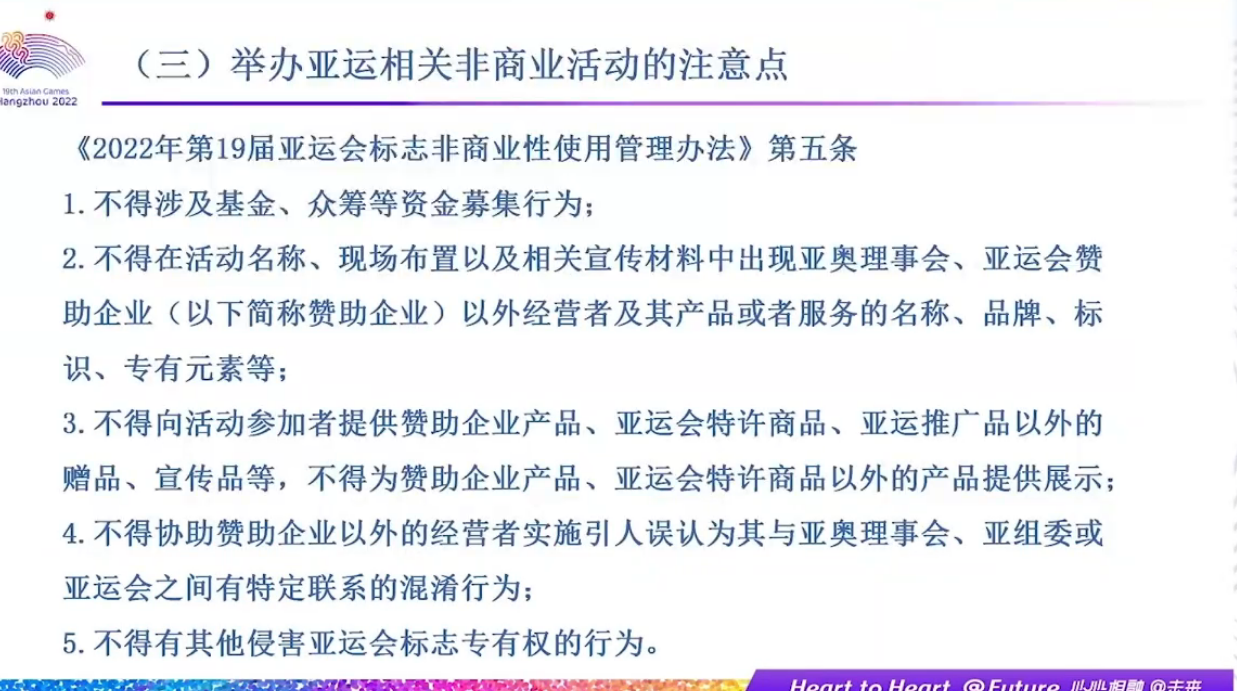 （三）举办亚运相关非商业活动的注意点
19th Asian Games
Hangzhou 2022
《2022年第19届亚运会标志非商业性使用管理办法》第五条
1.不得涉及基金、众筹等资金募集行为；
2.不得在活动名称、现场布置以及相关宣传材料中出现亚奥理事会、亚运会赞
助企业（以下简称赞助企业）以外经营者及其产品或者服务的名称、品牌、标
识、专有元素等；
3.不得向活动参加者提供赞助企业产品、亚运会特许商品、亚运推广品以外的
赠品、宣传品等，不得为赞助企业产品、亚运会特许商品以外的产品提供展示；
4.不得协助赞助企业以外的经营者实施引人误认为其与亚奥理事会、亚组委或
亚运会之间有特定联系的混淆行为；
5.不得有其他侵害亚运会标志专有权的行为。
Heart to Heart, @Future 心心相融,@未来